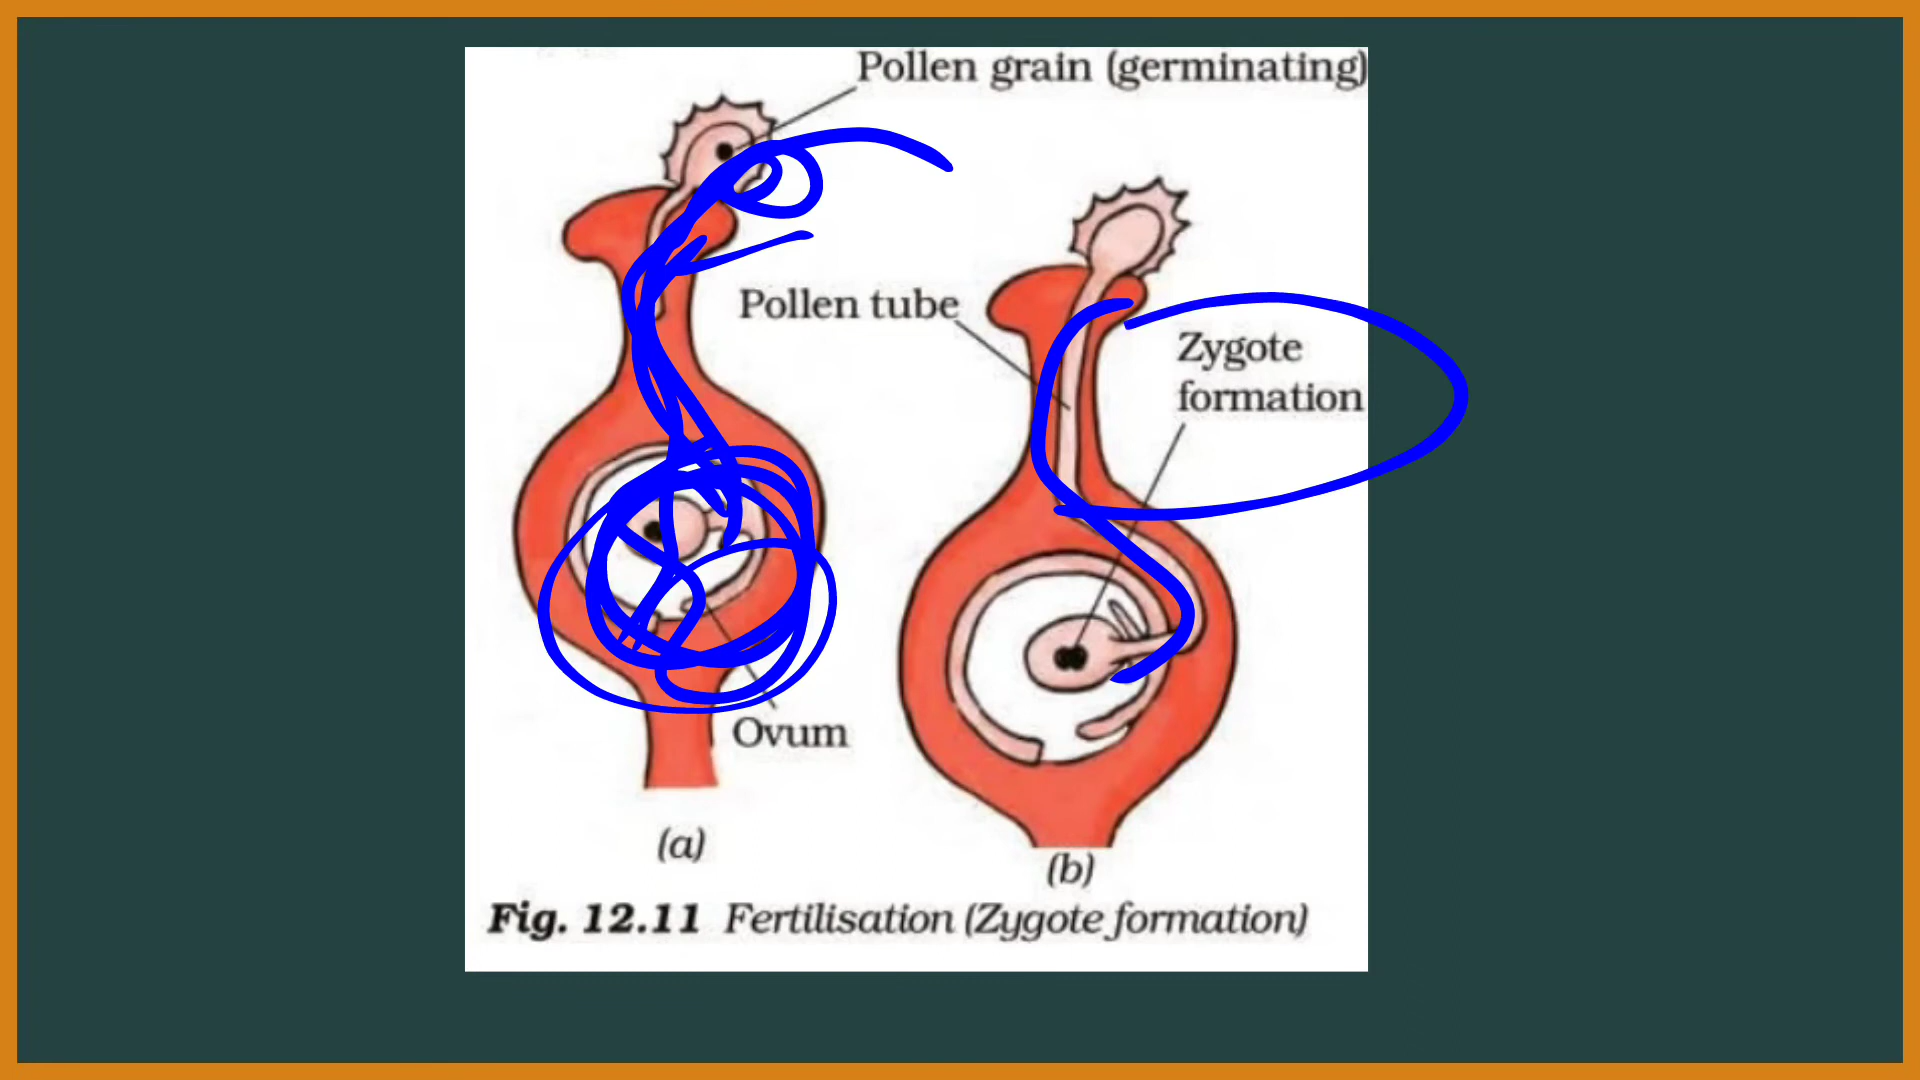 Pollen grain (germinating)
Pollen tube
Zygote
formation
Ovum
(a)
(b)
Fig. 12.11 Fertilisation (Zygote formation)